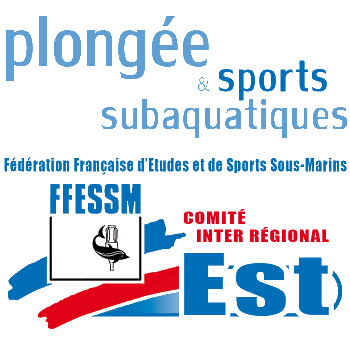 plongée
& sports
subaquatiques
Fédération Française d'Etudes et de Sports Sous-Marins
FFESSM
COMITÉ
INTER RÉGIONAL
Est